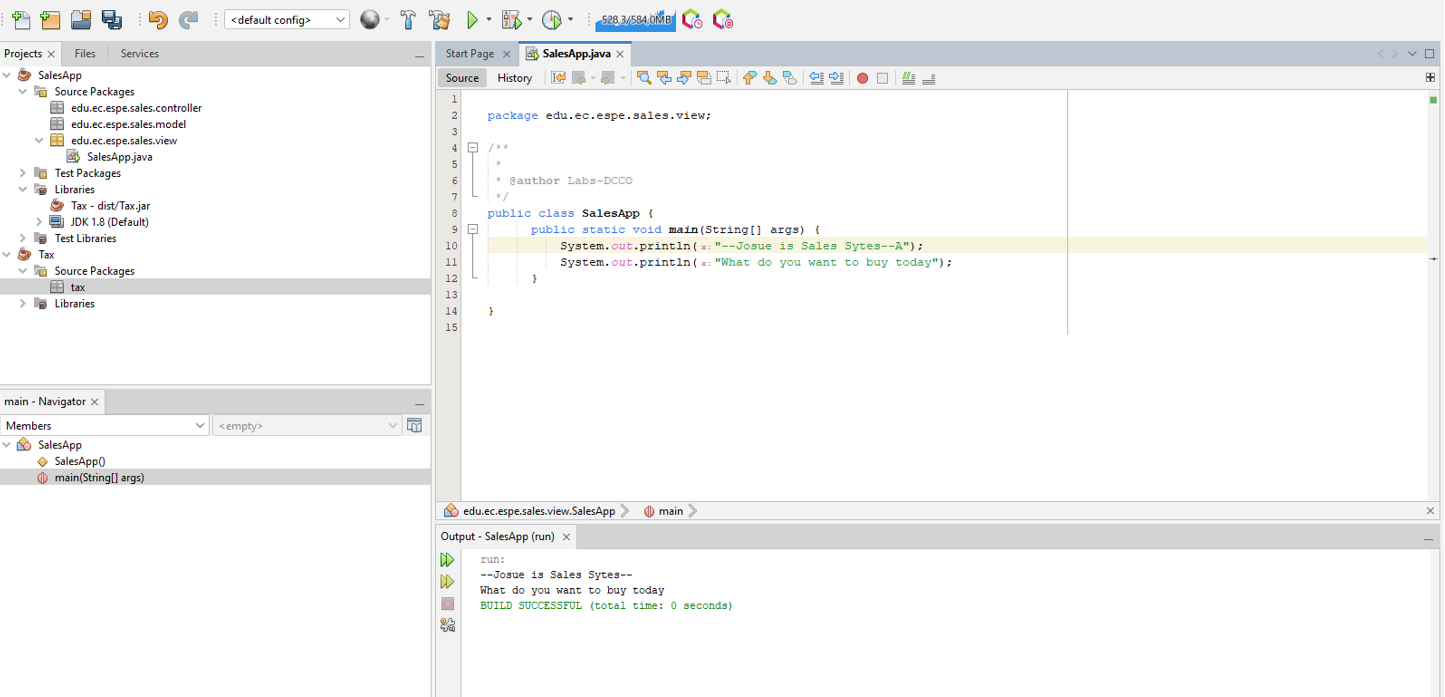 <default config>
528,3/584,0MB
Projects
Files
Services
SalesApp
Source Packages
edu.ec.espe.sales.controller
edu.ec.espe.sales.model
edu.ec.espe.sales.view
SalesApp.java
Test Packages
Libraries
Tax - dist/Tax.jar
JDK 1.8 (Default)
Test Libraries
Tax
Source Packages
tax
Libraries
main - Navigator
Members
<empty>
SalesApp
SalesApp()
main(String[] args)
Start Page
SalesApp.java
Source
History
1
2 package edu.ec.espe.sales.view;
3
4 /**
5 *
6 * @author Labs-DCCO
7 */
8 public class SalesApp {
9 public static void main(String[] args) {
10 System.out.println(x:"--Josue is Sales Sytes--A");
11 System.out.println(x:"What do you want to buy today");
12 }
13
14 }
15
edu.ec.espe.sales.view.SalesApp
main
Output - SalesApp (run)
run:
--Josue is Sales Sytes--
What do you want to buy today
BUILD SUCCESSFUL (total time: 0 seconds)